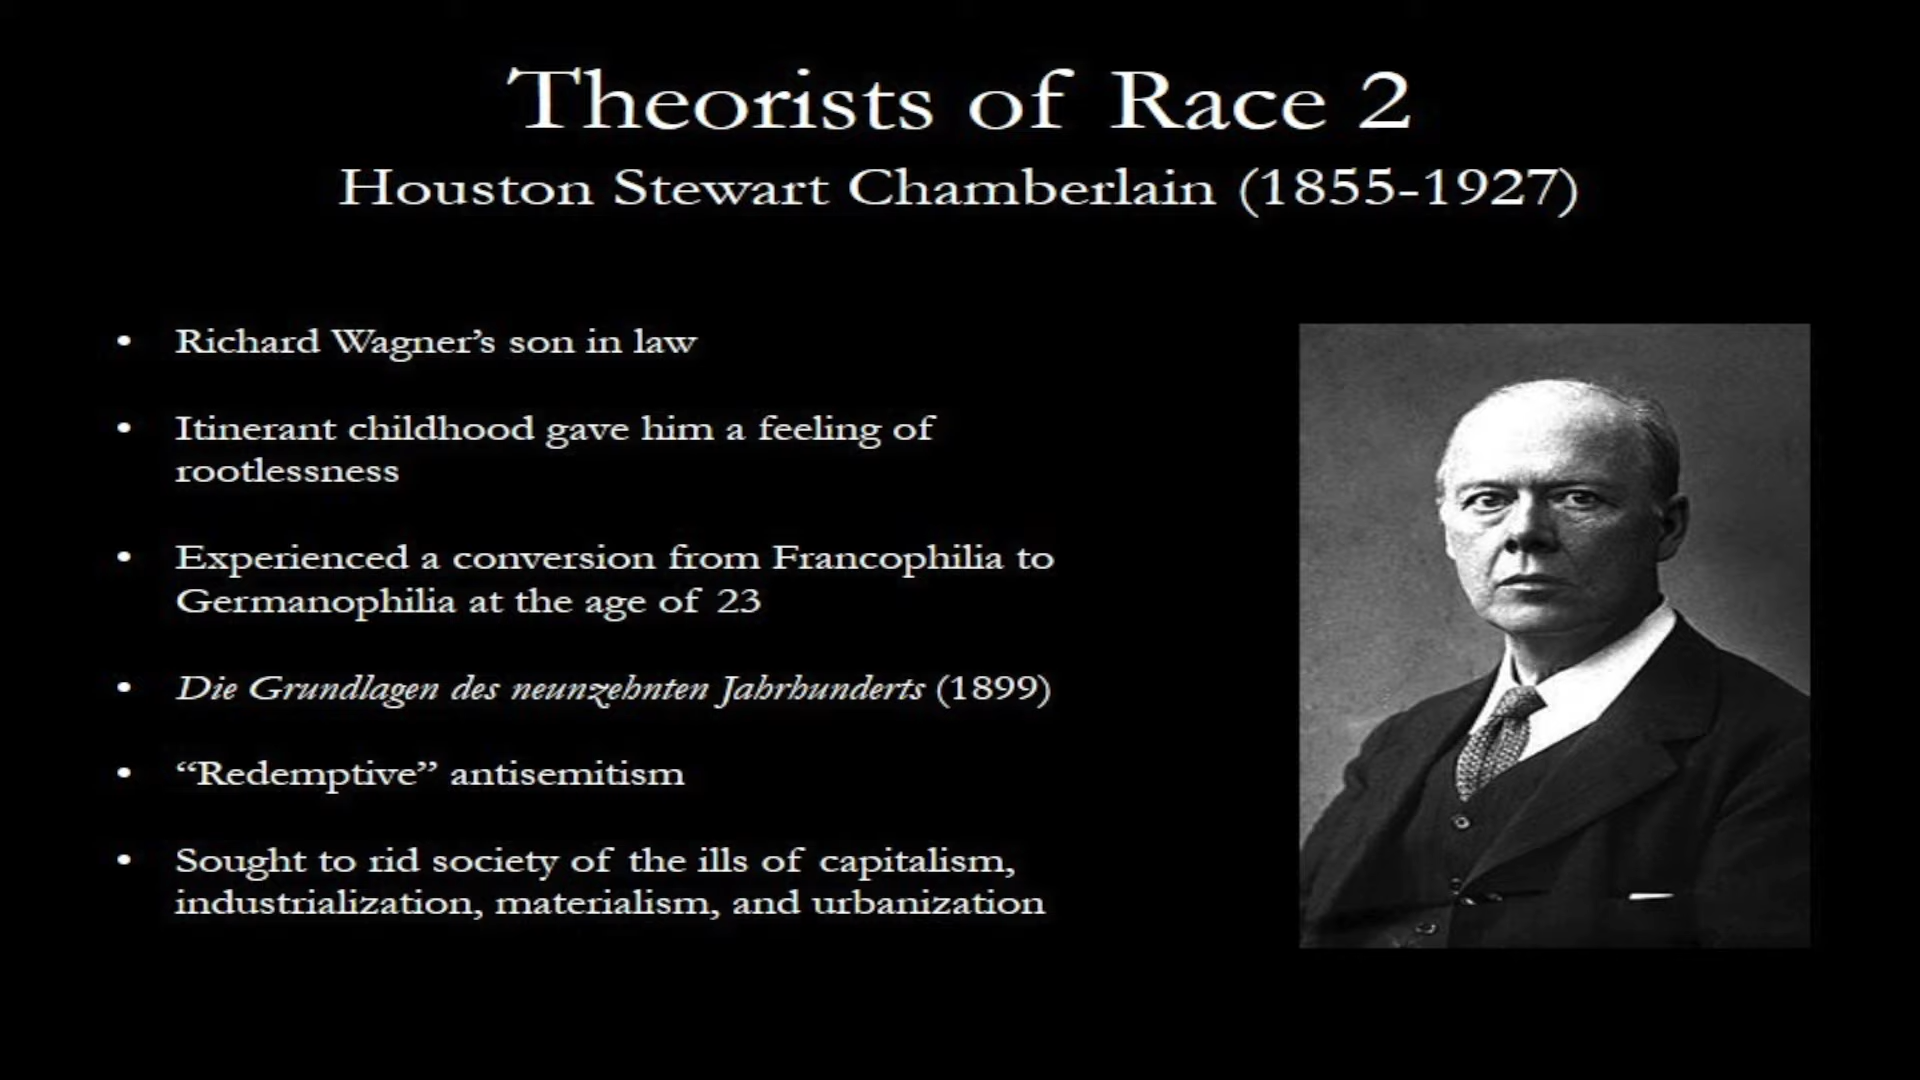 Theorists of Race 2
Houston Stewart Chamberlain (1855-1927)
• Richard Wagner’s son in law
• Itinerant childhood gave him a feeling of
rootlessness
• Experienced a conversion from Francophilia to
Germanophilia at the age of 23
• Die Grundlagen des neunzehnten Jahrhunderts (1899)
• “Redemptive” antisemitism
• Sought to rid society of the ills of capitalism,
industrialization, materialism, and urbanization